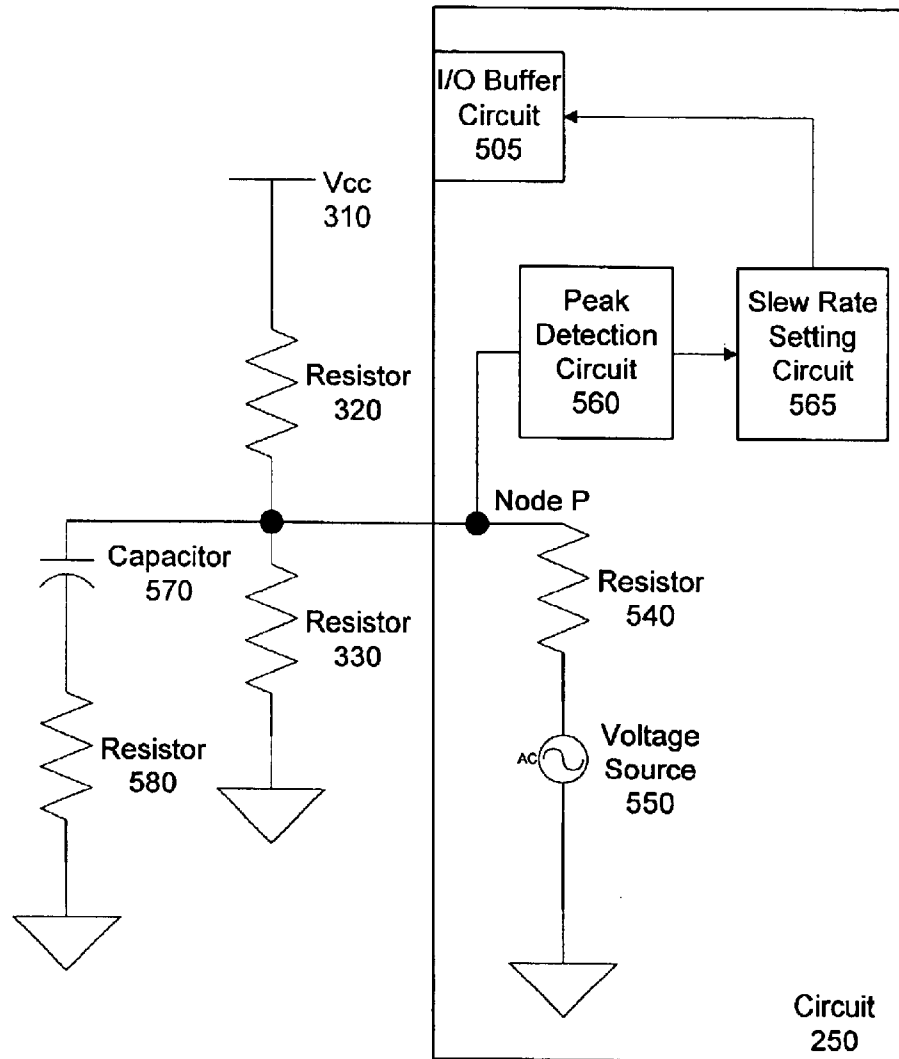 I/O Buffer
Circuit
505
Vcc
310
Peak
Detection
Circuit
560
Slew Rate
Setting
Circuit
565
Resistor
320
Node P
Capacitor
570
Resistor
330
Resistor
540
Resistor
580
AC
Voltage
Source
550
Circuit
250